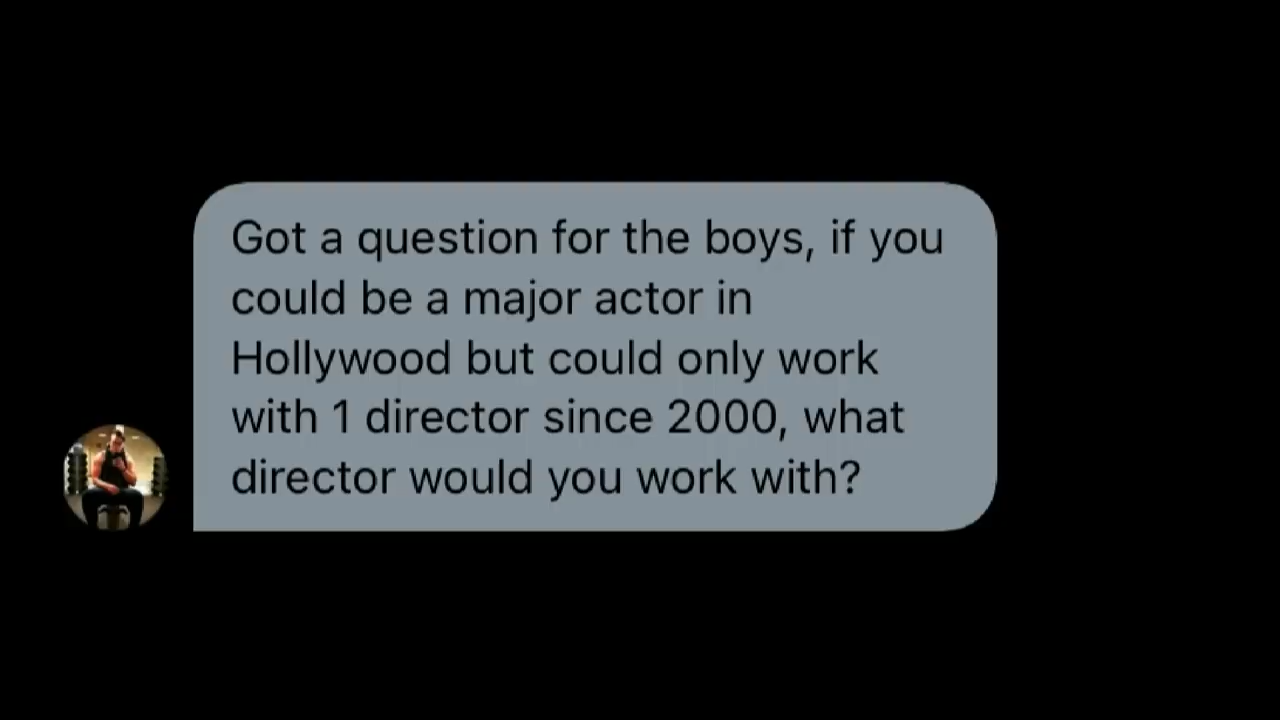 Got a question for the boys, if you
could be a major actor in
Hollywood but could only work
with 1 director since 2000, what
director would you work with?